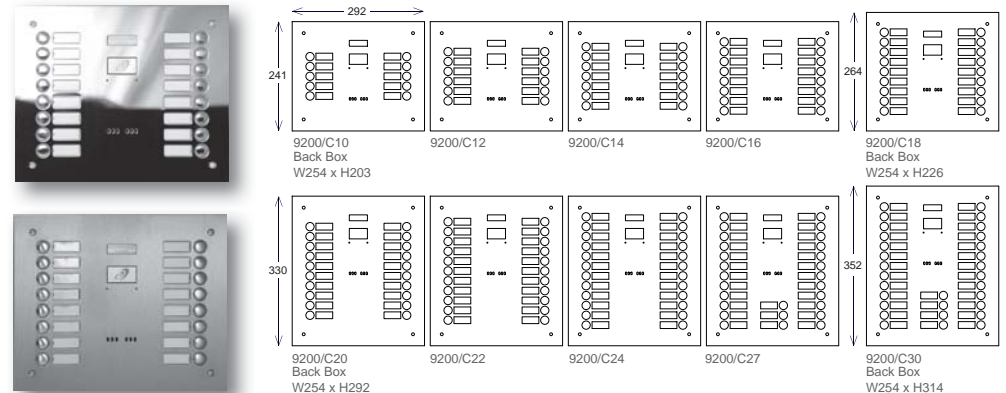 292
241
264
9200/C10
Back Box
W254 x H203
9200/C12
9200/C14
9200/C16
9200/C18
Back Box
W254 x H226
330
352
9200/C20
Back Box
W254 x H292
9200/C22
9200/C24
9200/C27
9200/C30
Back Box
W254 x H314